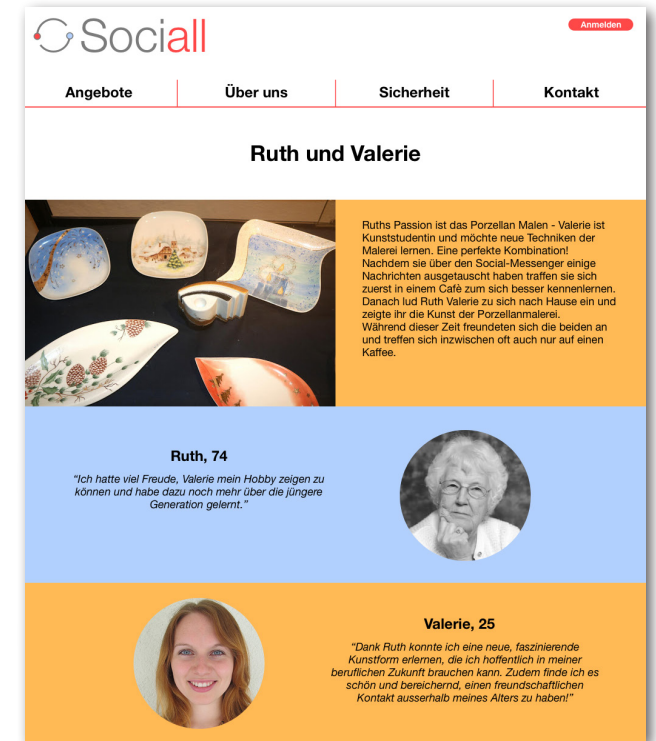 Sociall
Anmelden
Angebote
Über uns
Sicherheit
Kontakt
Ruth und Valerie
Ruths Passion ist das Porzellan Malen - Valerie ist
Kunststudentin und möchte neue Techniken der
Malerei lernen. Eine perfekte Kombination!
Nachdem sie über den Social-Messenger einige
Nachrichten ausgetauscht haben traffen sie sich
zuerst in einem Cafè zum sich besser kennenlernen.
Danach lud Ruth Valerie zu sich nach Hause ein und
zeigte ihr die Kunst der Porzellanmalerei.
Während dieser Zeit freundeten sich die beiden an
und treffen sich inzwischen oft auch nur auf einen
Kaffee.
Ruth, 74
“Ich hatte viel Freude, Valerie mein Hobby zeigen zu
können und habe dazu noch mehr über die jüngere
Generation gelernt.”
Valerie, 25
“Dank Ruth konnte ich eine neue, faszinierende
Kunstform erlernen, die ich hoffentlich in meiner
beruflichen Zukunft brauchen kann. Zudem finde ich es
schön und bereichernd, einen freundschaftlichen
Kontakt ausserhalb meines Alters zu haben!”